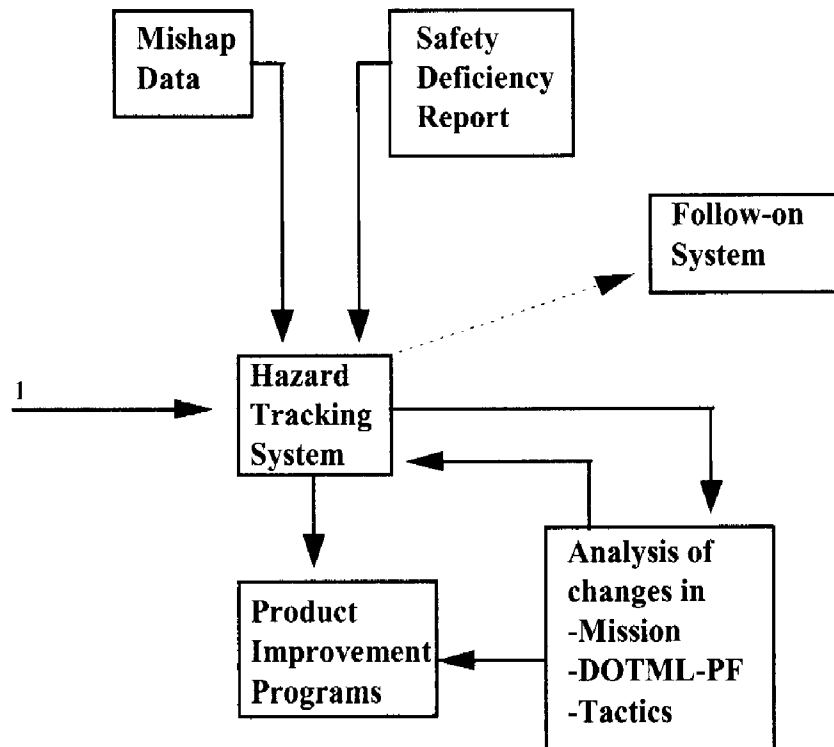 Mishap
Data
Safety
Deficiency
Report
Follow-on
System
1
Hazard
Tracking
System
Product
Improvement
Programs
Analysis of
changes in
-Mission
-DOTML-PF
-Tactics